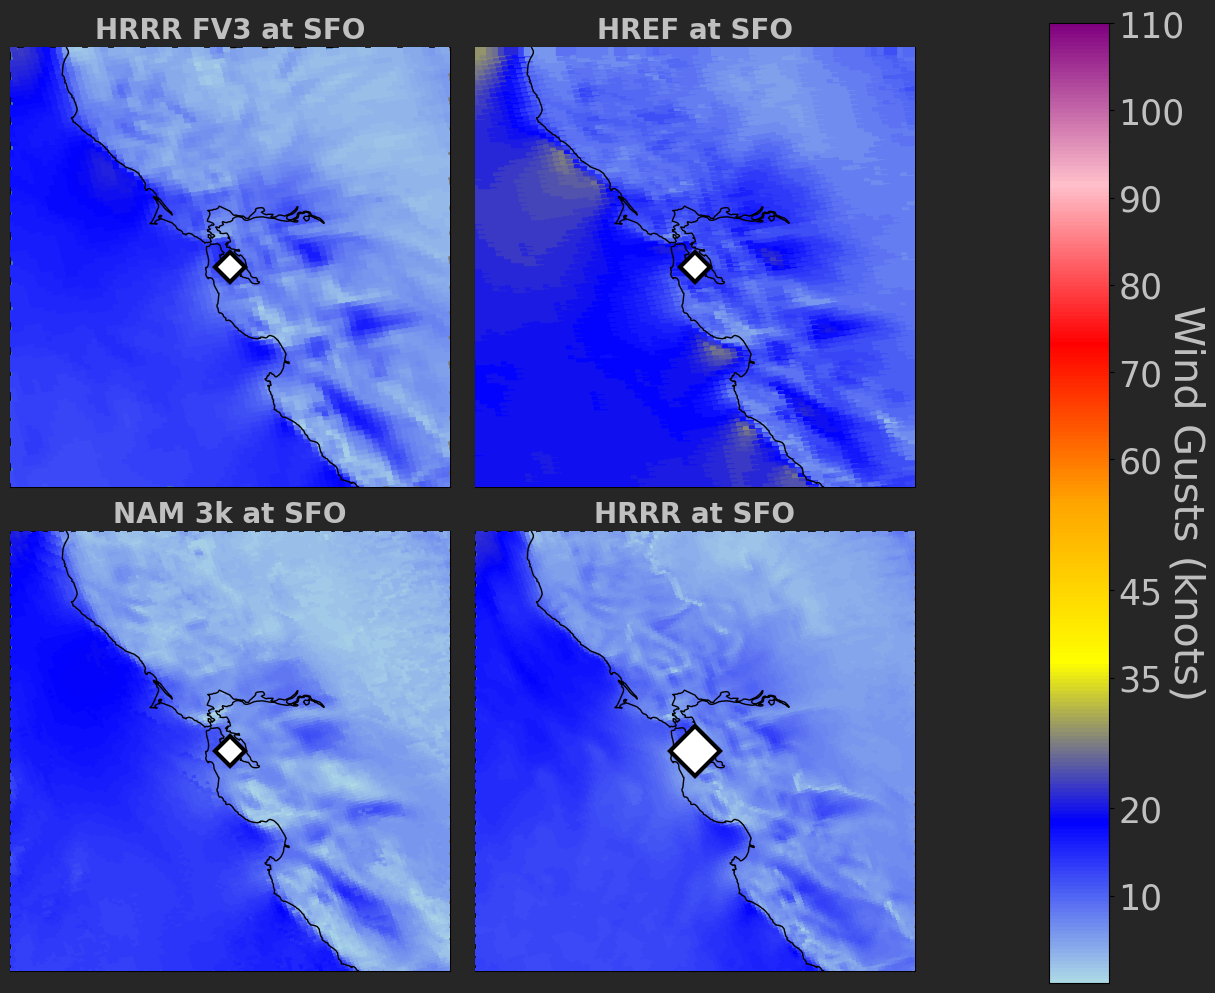 HRRR FV3 at SFO
HREF at SFO
NAM 3k at SFO
HRRR at SFO
110
100
90
80
70
60
45
35
20
10
Wind Gusts (knots)